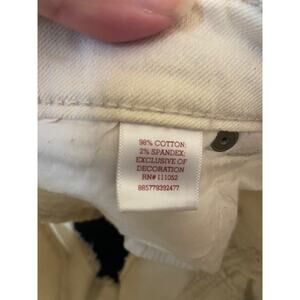 98% COTTON;
2% SPANDEX;
EXCLUSIVE OF
DECORATION
RN# 111052
885779392477